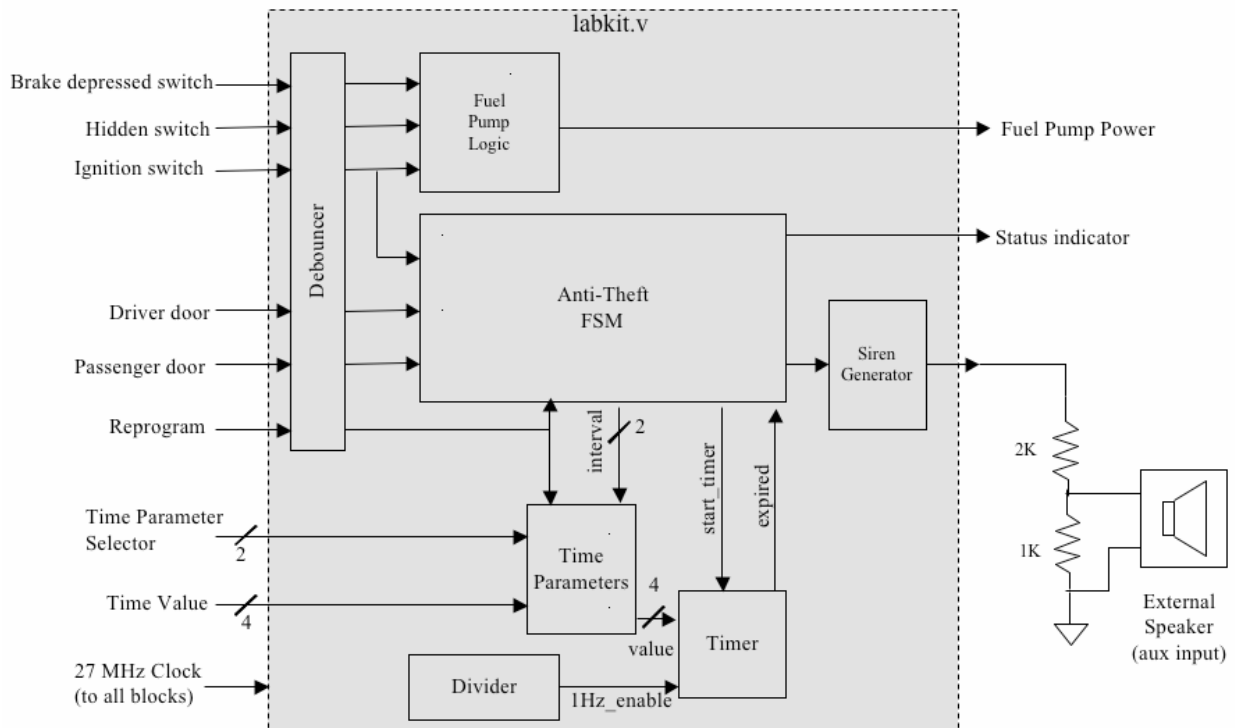 labkit.v
Brake depressed switch
Hidden switch
Ignition switch
Fuel
Pump
Logic
Fuel Pump Power
Debouncer
Status indicator
Anti-Theft
FSM
Driver door
Passenger door
Siren
Generator
Reprogram
interval
2
start_timer
expired
2K
1K
Time Parameter
Selector
2
Time
Parameters
Time Value
4
4
value
Timer
External
Speaker
(aux input)
27 MHz Clock
(to all blocks)
Divider
1Hz_enable